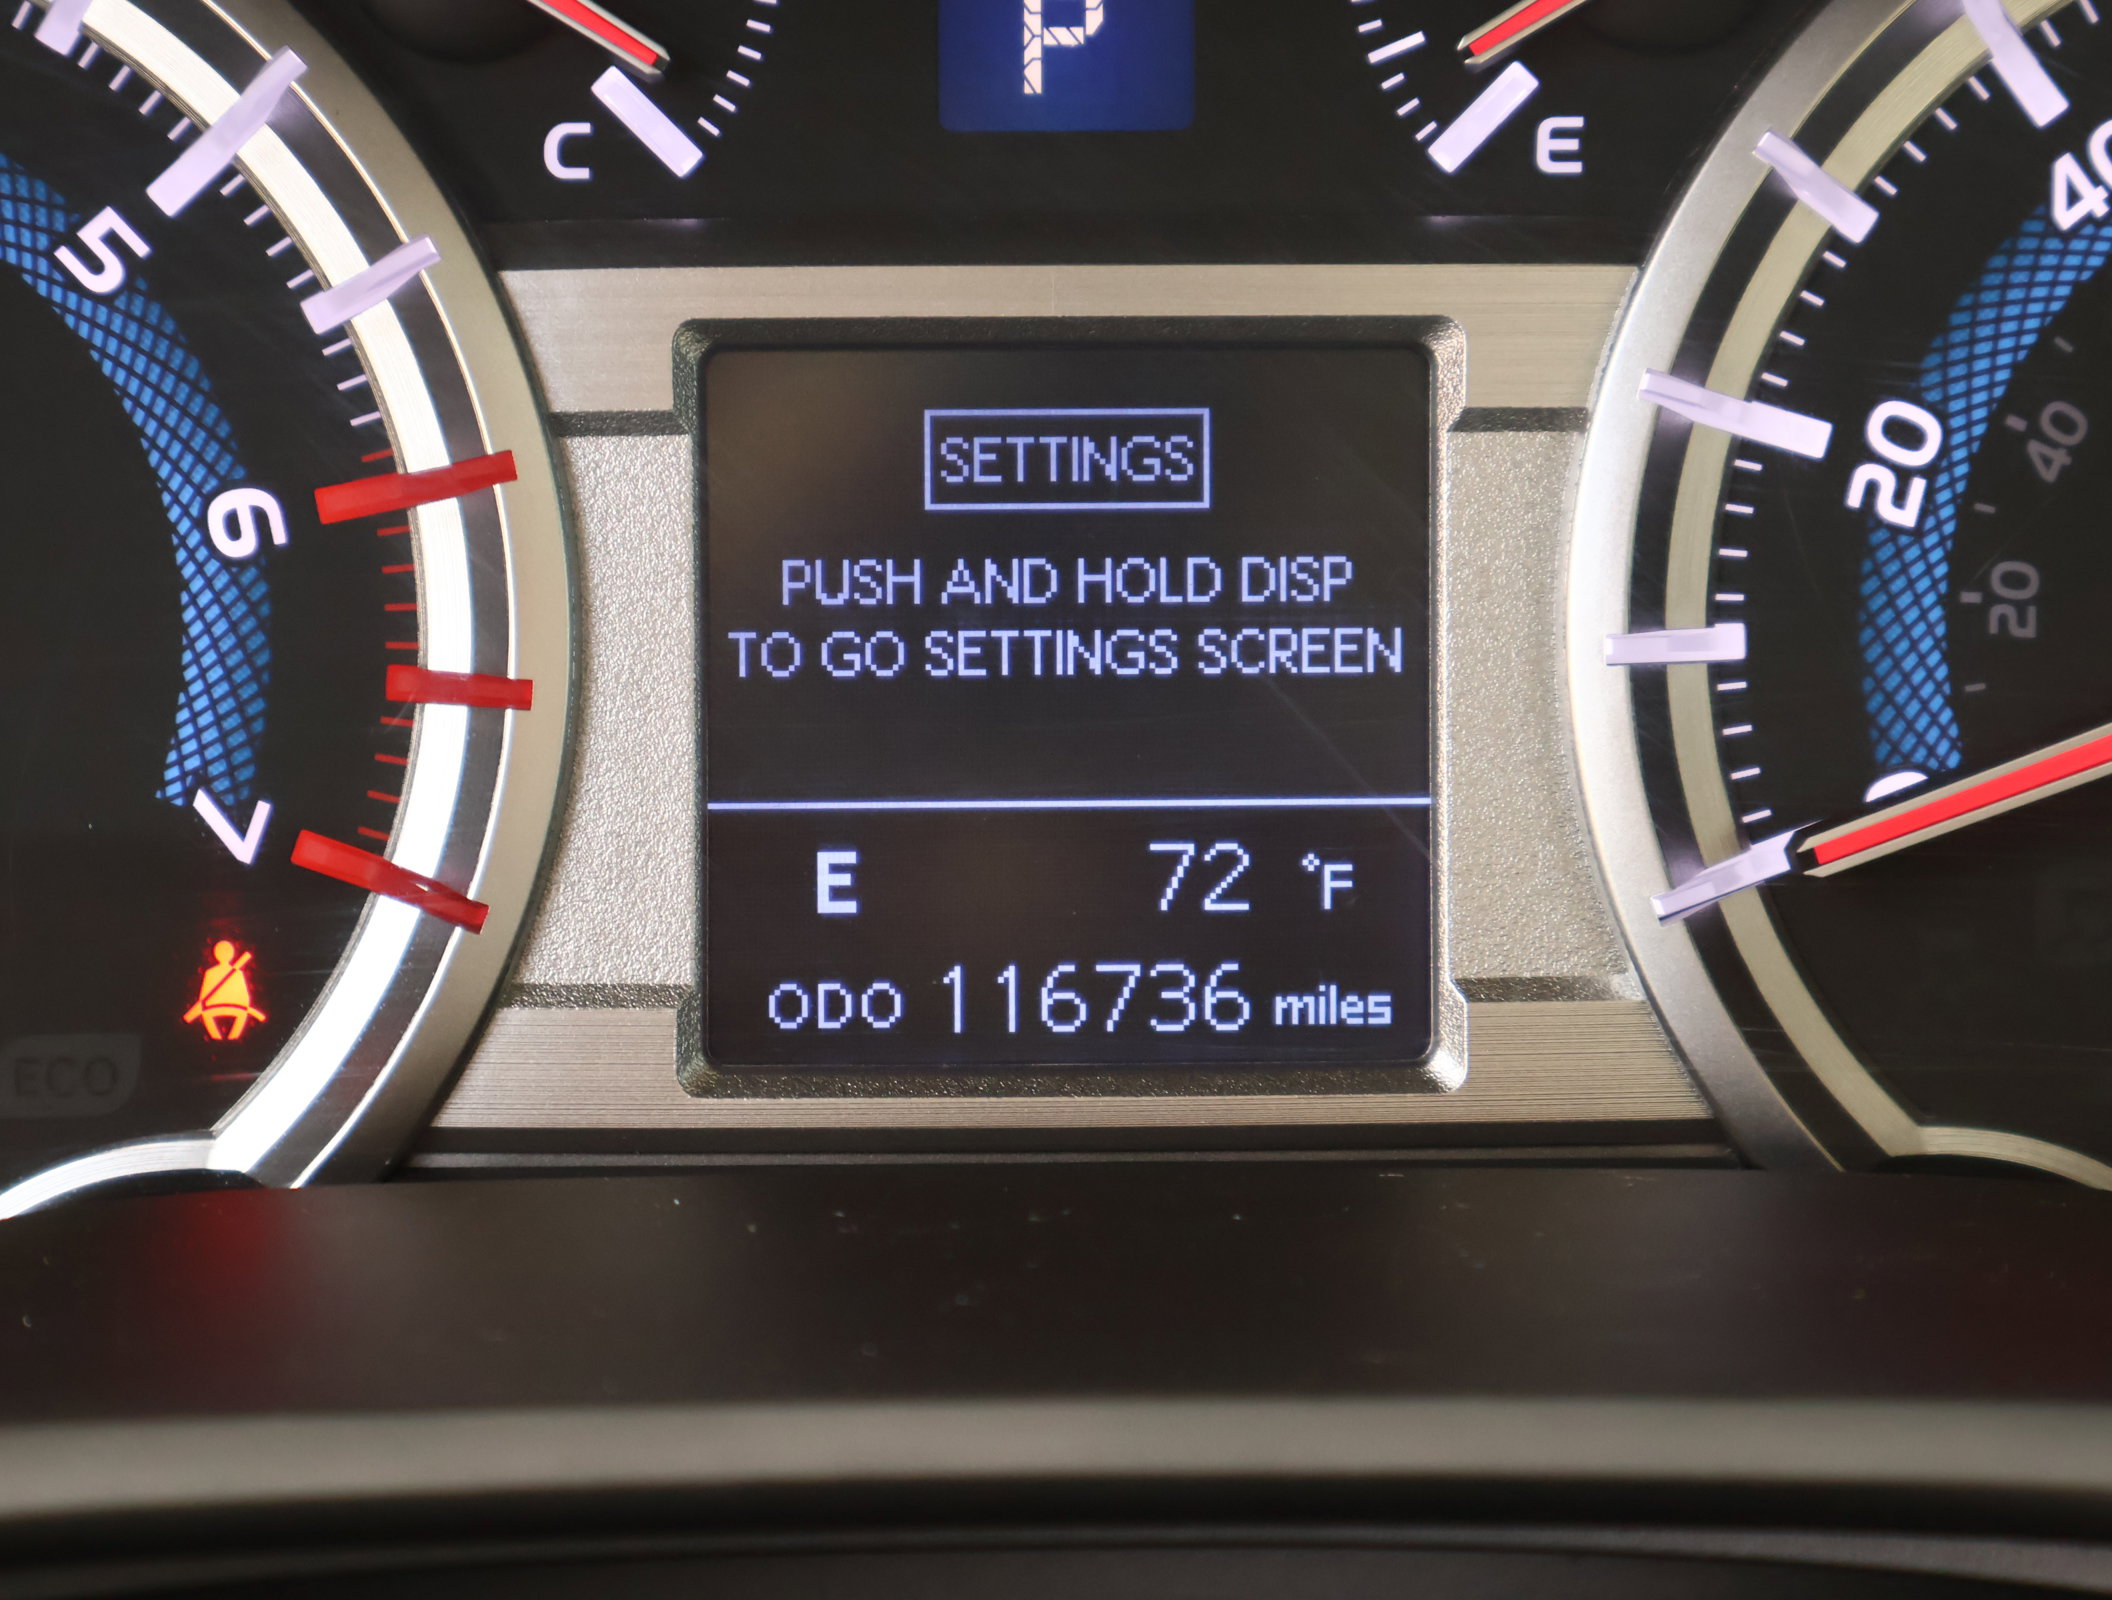 P
C
E
5
40
20
40
6
20
7
SETTINGS
PUSH AND HOLD DISP
TO GO SETTINGS SCREEN
E 72 °F
ODO 116736 miles
ECO